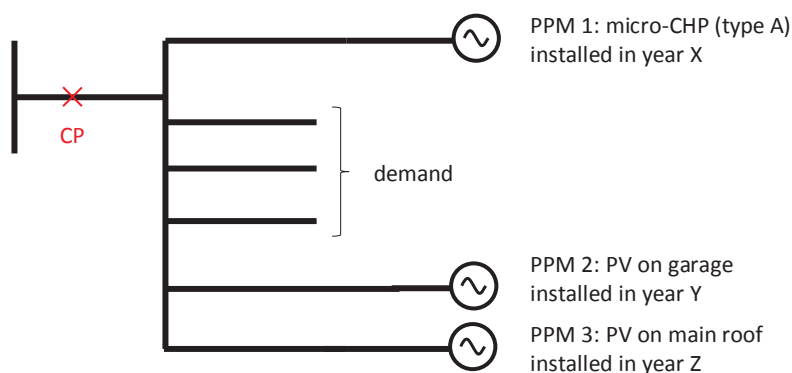 PPM 1: micro-CHP (type A)
installed in year X
CP
demand
PPM 2: PV on garage
installed in year Y
PPM 3: PV on main roof
installed in year Z